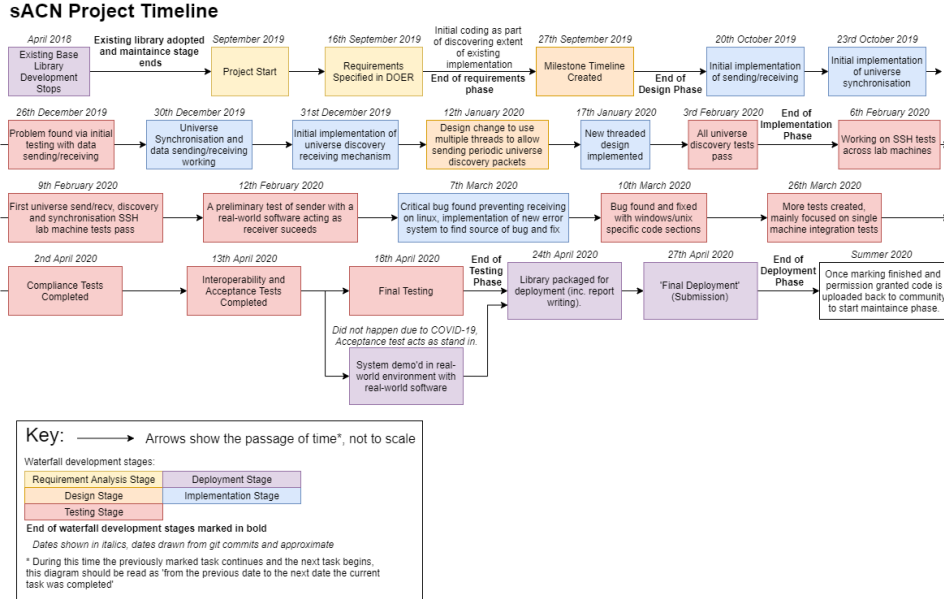 sACN Project Timeline
April 2018
Existing Base
Library
Development
Stops
Existing library adopted
and maintaince stage
ends
September 2019
Project Start
16th September 2019
Requirements
Specified in DOER
Initial coding as part
of discovering extent
of existing
implementation
End of requirements
phase
27th September 2019
Milestone Timeline
Created
End of
Design Phase
20th October 2019
Initial implementation
of sending/receiving
23rd October 2019
Initial implementation
of universe
synchronisation
26th December 2019
Problem found via initial
testing with data
sending/receiving
30th December 2019
Universe
Synchronisation and
data sending/receiving
working
31st December 2019
Initial implementation of
universe discovery
receiving mechanism
12th January 2020
Design change to use
multiple threads to allow
sending periodic universe
discovery packets
17th January 2020
New threaded
design
implemented
3rd February 2020
All universe
discovery tests
pass
End of
Implementation
Phase
6th February 2020
Working on SSH tests
across lab machines
9th February 2020
First universe send/recv, discovery
and synchronisation SSH
lab machine tests pass
12th February 2020
A preliminary test of sender with a
real-world software acting as
receiver suceeds
7th March 2020
Critical bug found preventing receiving
on linux, implementation of new error
system to find source of bug and fix
10th March 2020
Bug found and fixed
with windows/unix
specific code sections
26th March 2020
More tests created,
mainly focused on single
machine integration tests
2nd April 2020
Compliance Tests
Completed
13th April 2020
Interoperability and
Acceptance Tests
Completed
18th April 2020
Final Testing
End of
Testing
Phase
24th April 2020
Library packaged for
deployment (inc. report
writing).
27th April 2020
'Final Deployment'
(Submission)
End of
Deployment
Phase
Summer 2020
Once marking finished and
permission granted code is
uploaded back to community
to start maintaince phase.
Did not happen due to COVID-19,
Acceptance test acts as stand in.
System demo'd in real-
world environment with
real-world software
Key:
Arrows show the passage of time*, not to scale
Waterfall development stages:
Requirement Analysis Stage
Deployment Stage
Design Stage
Implementation Stage
Testing Stage
End of waterfall development stages marked in bold
Dates shown in italics, dates drawn from git commits and approximate
* During this time the previously marked task continues and the next task begins,
this diagram should be read as 'from the previous date to the next date the current
task was completed'